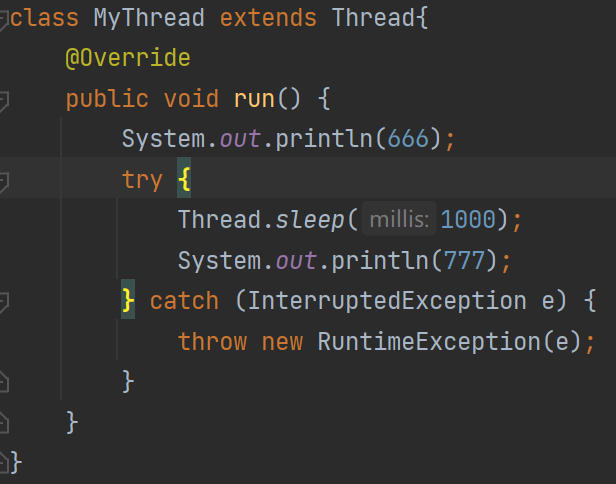 class MyThread extends Thread{
@Override
public void run() {
System.out.println(666);
try {
Thread.sleep( millis: 1000);
System.out.println(777);
} catch (InterruptedException e) {
throw new RuntimeException(e);
}
}
}